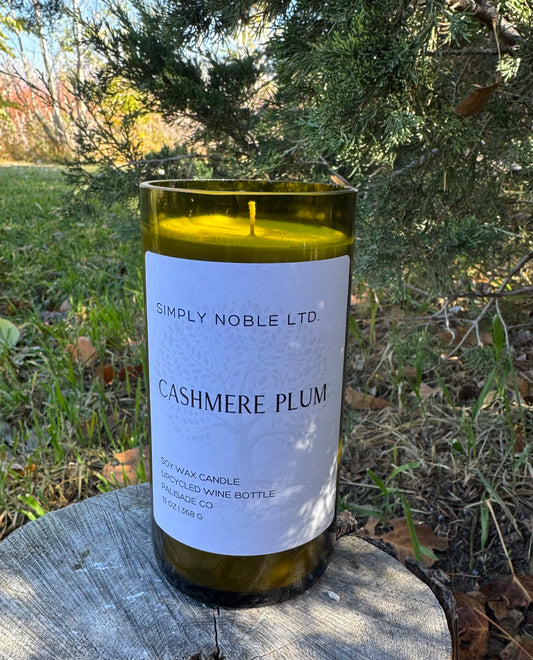 SIMPLY NOBLE LTD.
CASHMERE PLUM
SOY WAX CANDLE
UPCYCLED WINE BOTTLE
PALISADE CO
13 OZ | 368 G